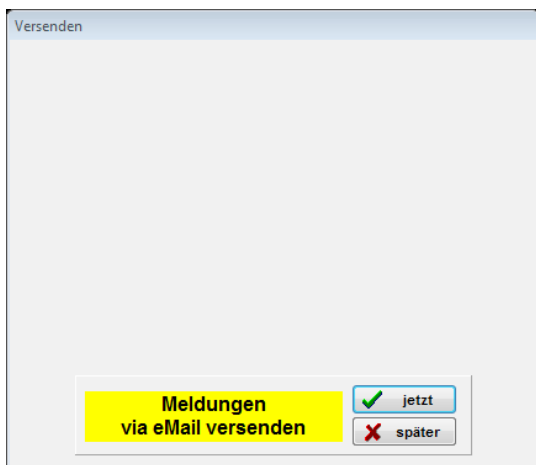 Versenden
Meldungen
via eMail versenden
jetzt
später